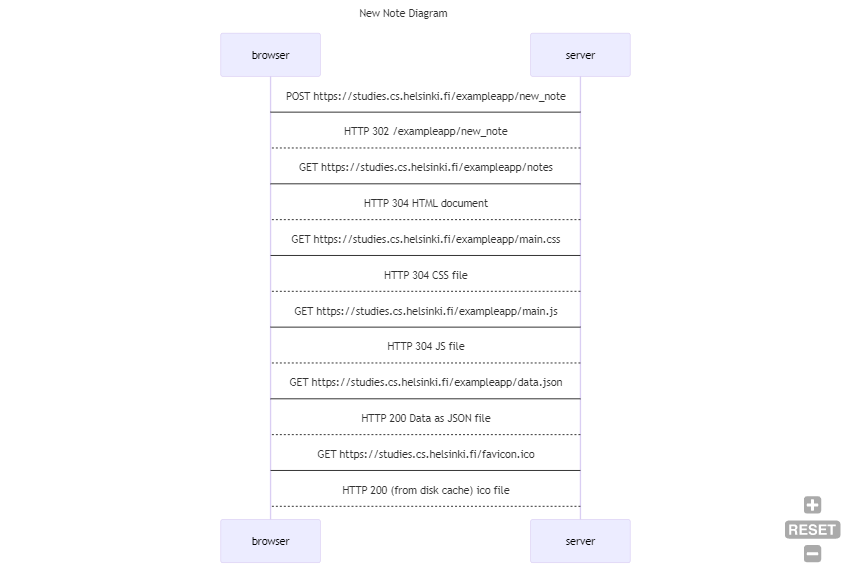 New Note Diagram
browser
server
POST https://studies.cs.helsinki.fi/exampleapp/new_note
HTTP 302 /exampleapp/new_note
GET https://studies.cs.helsinki.fi/exampleapp/notes
HTTP 304 HTML document
GET https://studies.cs.helsinki.fi/exampleapp/main.css
HTTP 304 CSS file
GET https://studies.cs.helsinki.fi/exampleapp/main.js
HTTP 304 JS file
GET https://studies.cs.helsinki.fi/exampleapp/data.json
HTTP 200 Data as JSON file
GET https://studies.cs.helsinki.fi/favicon.ico
HTTP 200 (from disk cache) ico file
browser
server
RESET